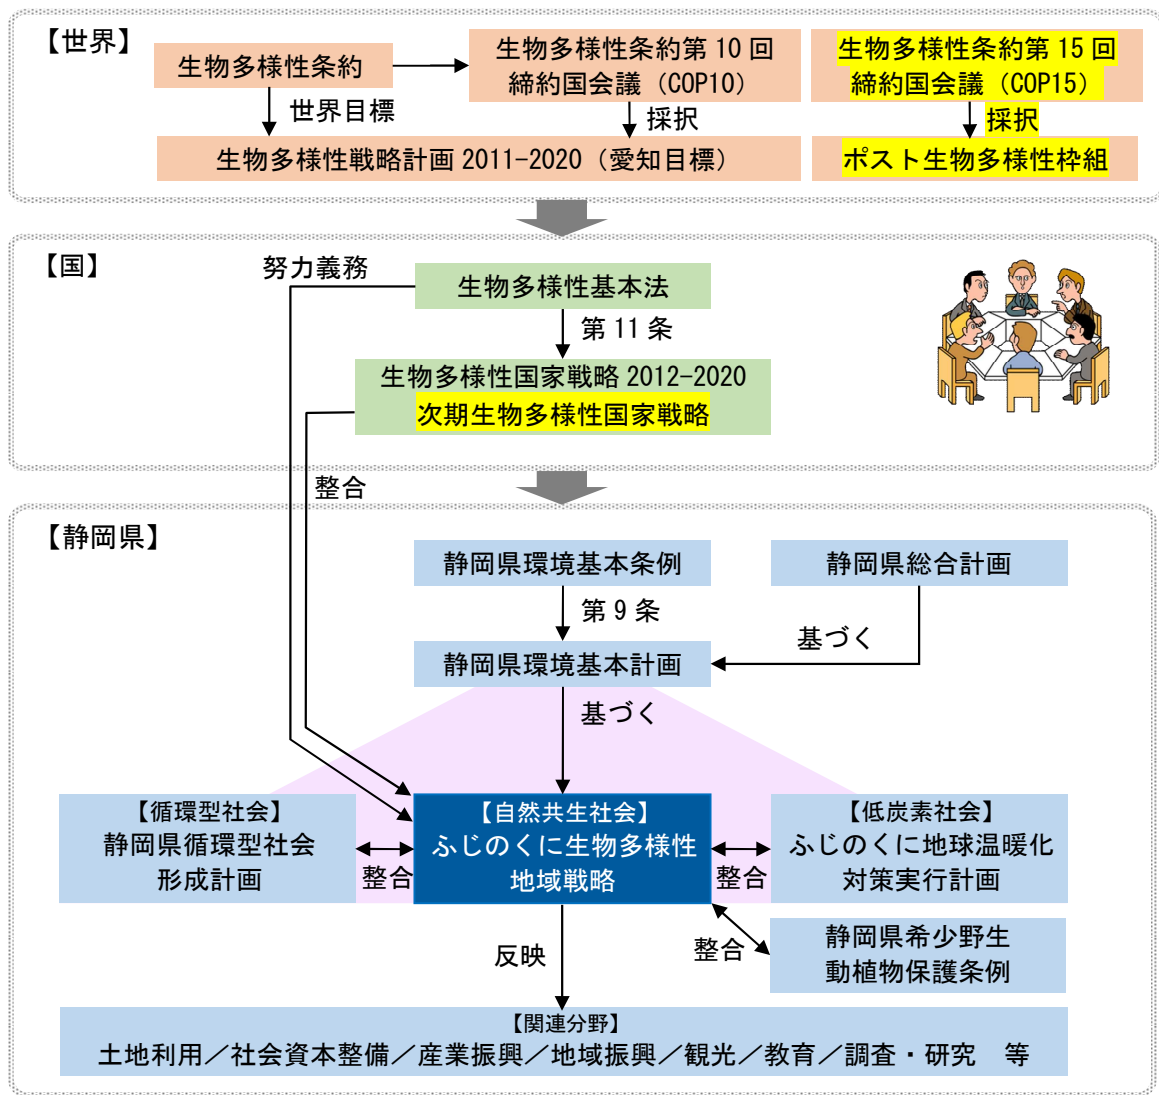 【世界】
生物多様性条約
生物多様性条約第 10 回
締約国会議（COP10）
生物多様性条約第 15 回
締約国会議（COP15）
世界目標
採択
採択
生物多様性戦略計画 2011-2020（愛知目標）
ポスト生物多様性枠組
【国】
努力義務
生物多様性基本法
第 11 条
生物多様性国家戦略 2012-2020
次期生物多様性国家戦略
整合
【静岡県】
静岡県環境基本条例
静岡県総合計画
第 9 条
基づく
静岡県環境基本計画
基づく
【循環型社会】
静岡県循環型社会
形成計画
整合
【自然共生社会】
ふじのくに生物多様性
地域戦略
整合
【低炭素社会】
ふじのくに地球温暖化
対策実行計画
整合
静岡県希少野生
動植物保護条例
反映
【関連分野】
土地利用／社会資本整備／産業振興／地域振興／観光／教育／調査・研究　等